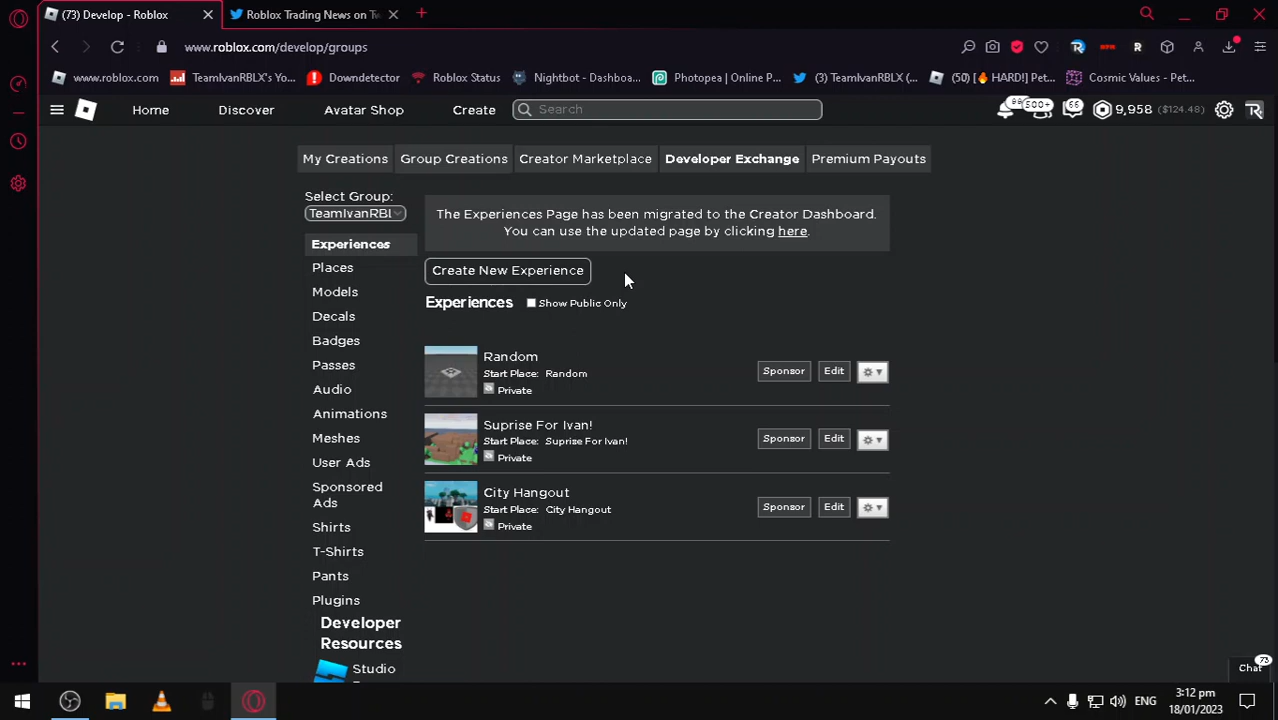 (73) Develop - Roblox
Roblox Trading News on Tw
www.roblox.com/develop/groups
www.roblox.com
TeamIvanRBLX's Yo...
Downdetector
Roblox Status
Nightbot - Dashboa...
Photopea | Online P...
(3) TeamIvanRBLX (...
(50) [🔥 HARD!] Pet...
Cosmic Values - Pet...
Home
Discover
Avatar Shop
Create
Search
99
500+
66
9,958
($124.48)
My Creations
Group Creations
Creator Marketplace
Developer Exchange
Premium Payouts
Select Group:
TeamIvanRBL
The Experiences Page has been migrated to the Creator Dashboard.
You can use the updated page by clicking here.
Experiences
Places
Models
Decals
Badges
Passes
Audio
Animations
Meshes
User Ads
Sponsored
Ads
Shirts
T-Shirts
Pants
Plugins
Developer
Resources
Studio
Create New Experience
Experiences
Show Public Only
Random
Start Place: Random
Private
Sponsor
Edit
Suprise For Ivan!
Start Place: Suprise For Ivan!
Private
Sponsor
Edit
City Hangout
Start Place: City Hangout
Private
Sponsor
Edit
Chat
73
ENG
3:12 pm
18/01/2023